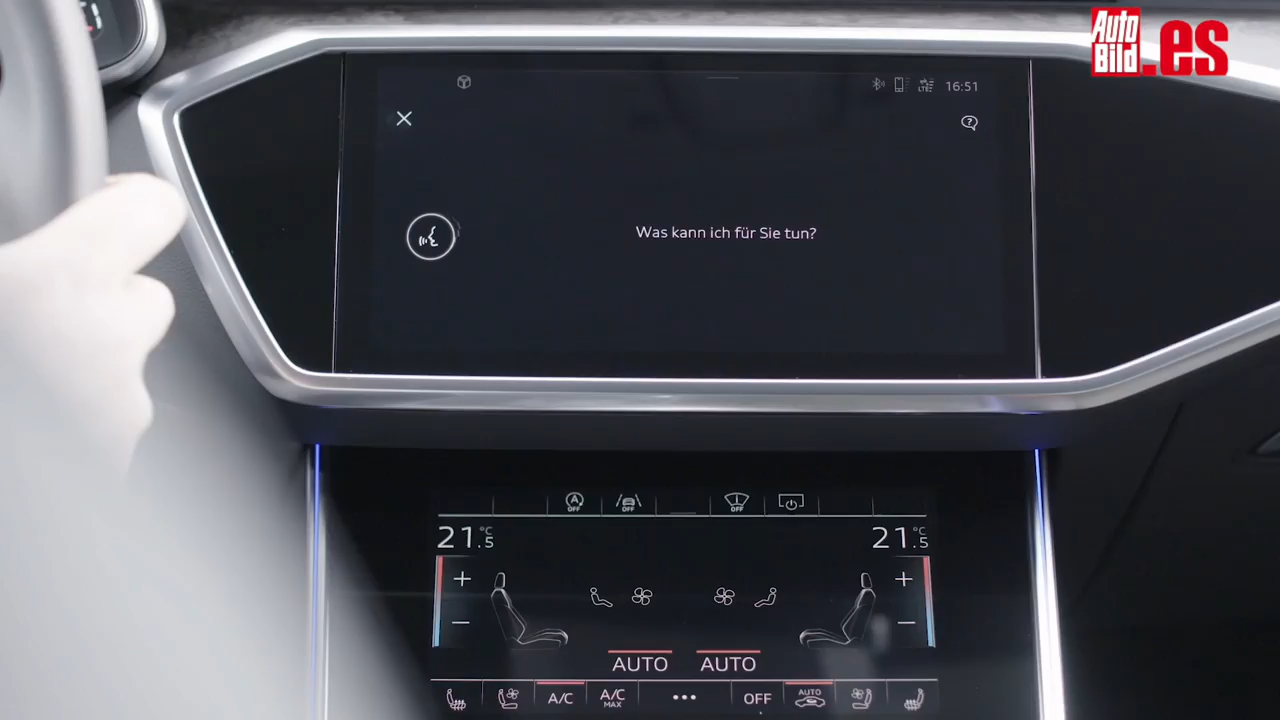 Auto
Bild.es
16:51
Was kann ich für Sie tun?
A
OFF
OFF
OFF
21.5 °C
21.5 °C
AUTO
AUTO
A/C
A/C
MAX
OFF
AUTO